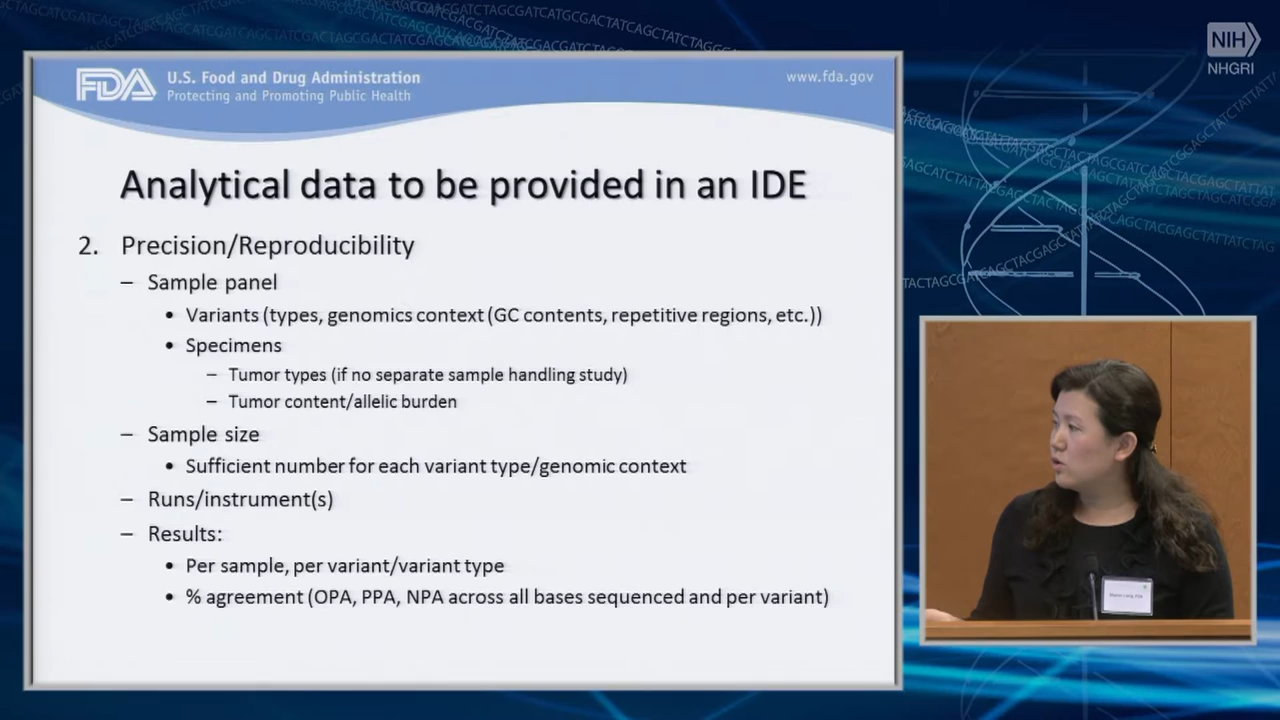 FDA U.S. Food and Drug Administration
Protecting and Promoting Public Health
www.fda.gov
Analytical data to be provided in an IDE
2. Precision/Reproducibility
– Sample panel
• Variants (types, genomics context (GC contents, repetitive regions, etc.))
• Specimens
– Tumor types (if no separate sample handling study)
– Tumor content/allelic burden
– Sample size
• Sufficient number for each variant type/genomic context
– Runs/instrument(s)
– Results:
• Per sample, per variant/variant type
• % agreement (OPA, PPA, NPA across all bases sequenced and per variant)
NIH
NHGRI